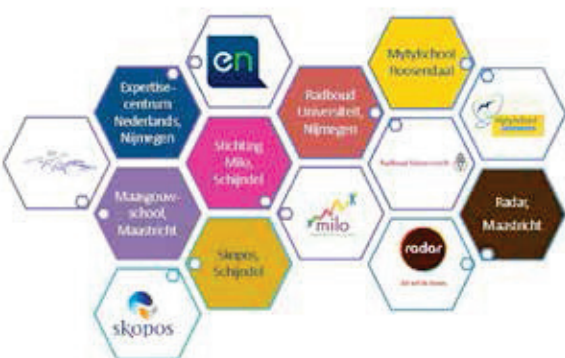 en
Mytylschool
Roosendaal
Expertise-
centrum
Nederlands,
Nijmegen
Radboud
Universiteit,
Nijmegen
Stichting
Milo,
Schijndel
Maasgouw-
school,
Maastricht
milo
Radar,
Maastricht
Skopos,
Schijndel
radar
skopos